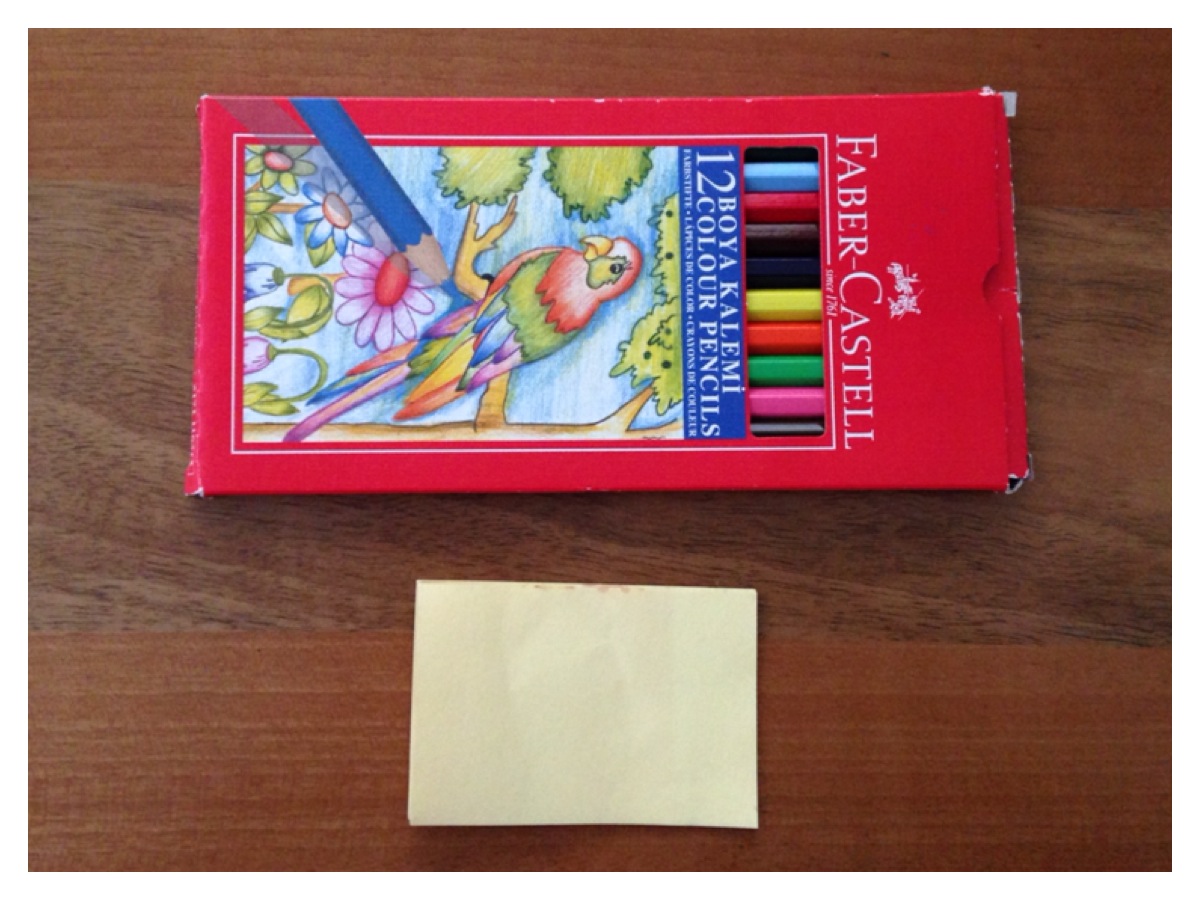 FABER-CASTELL
since 1761
12 BOYA KALEMİ
COLOUR PENCILS
FARBSTIFTE • LÁPICES DE COLOR • CRAYONS DE COULEUR